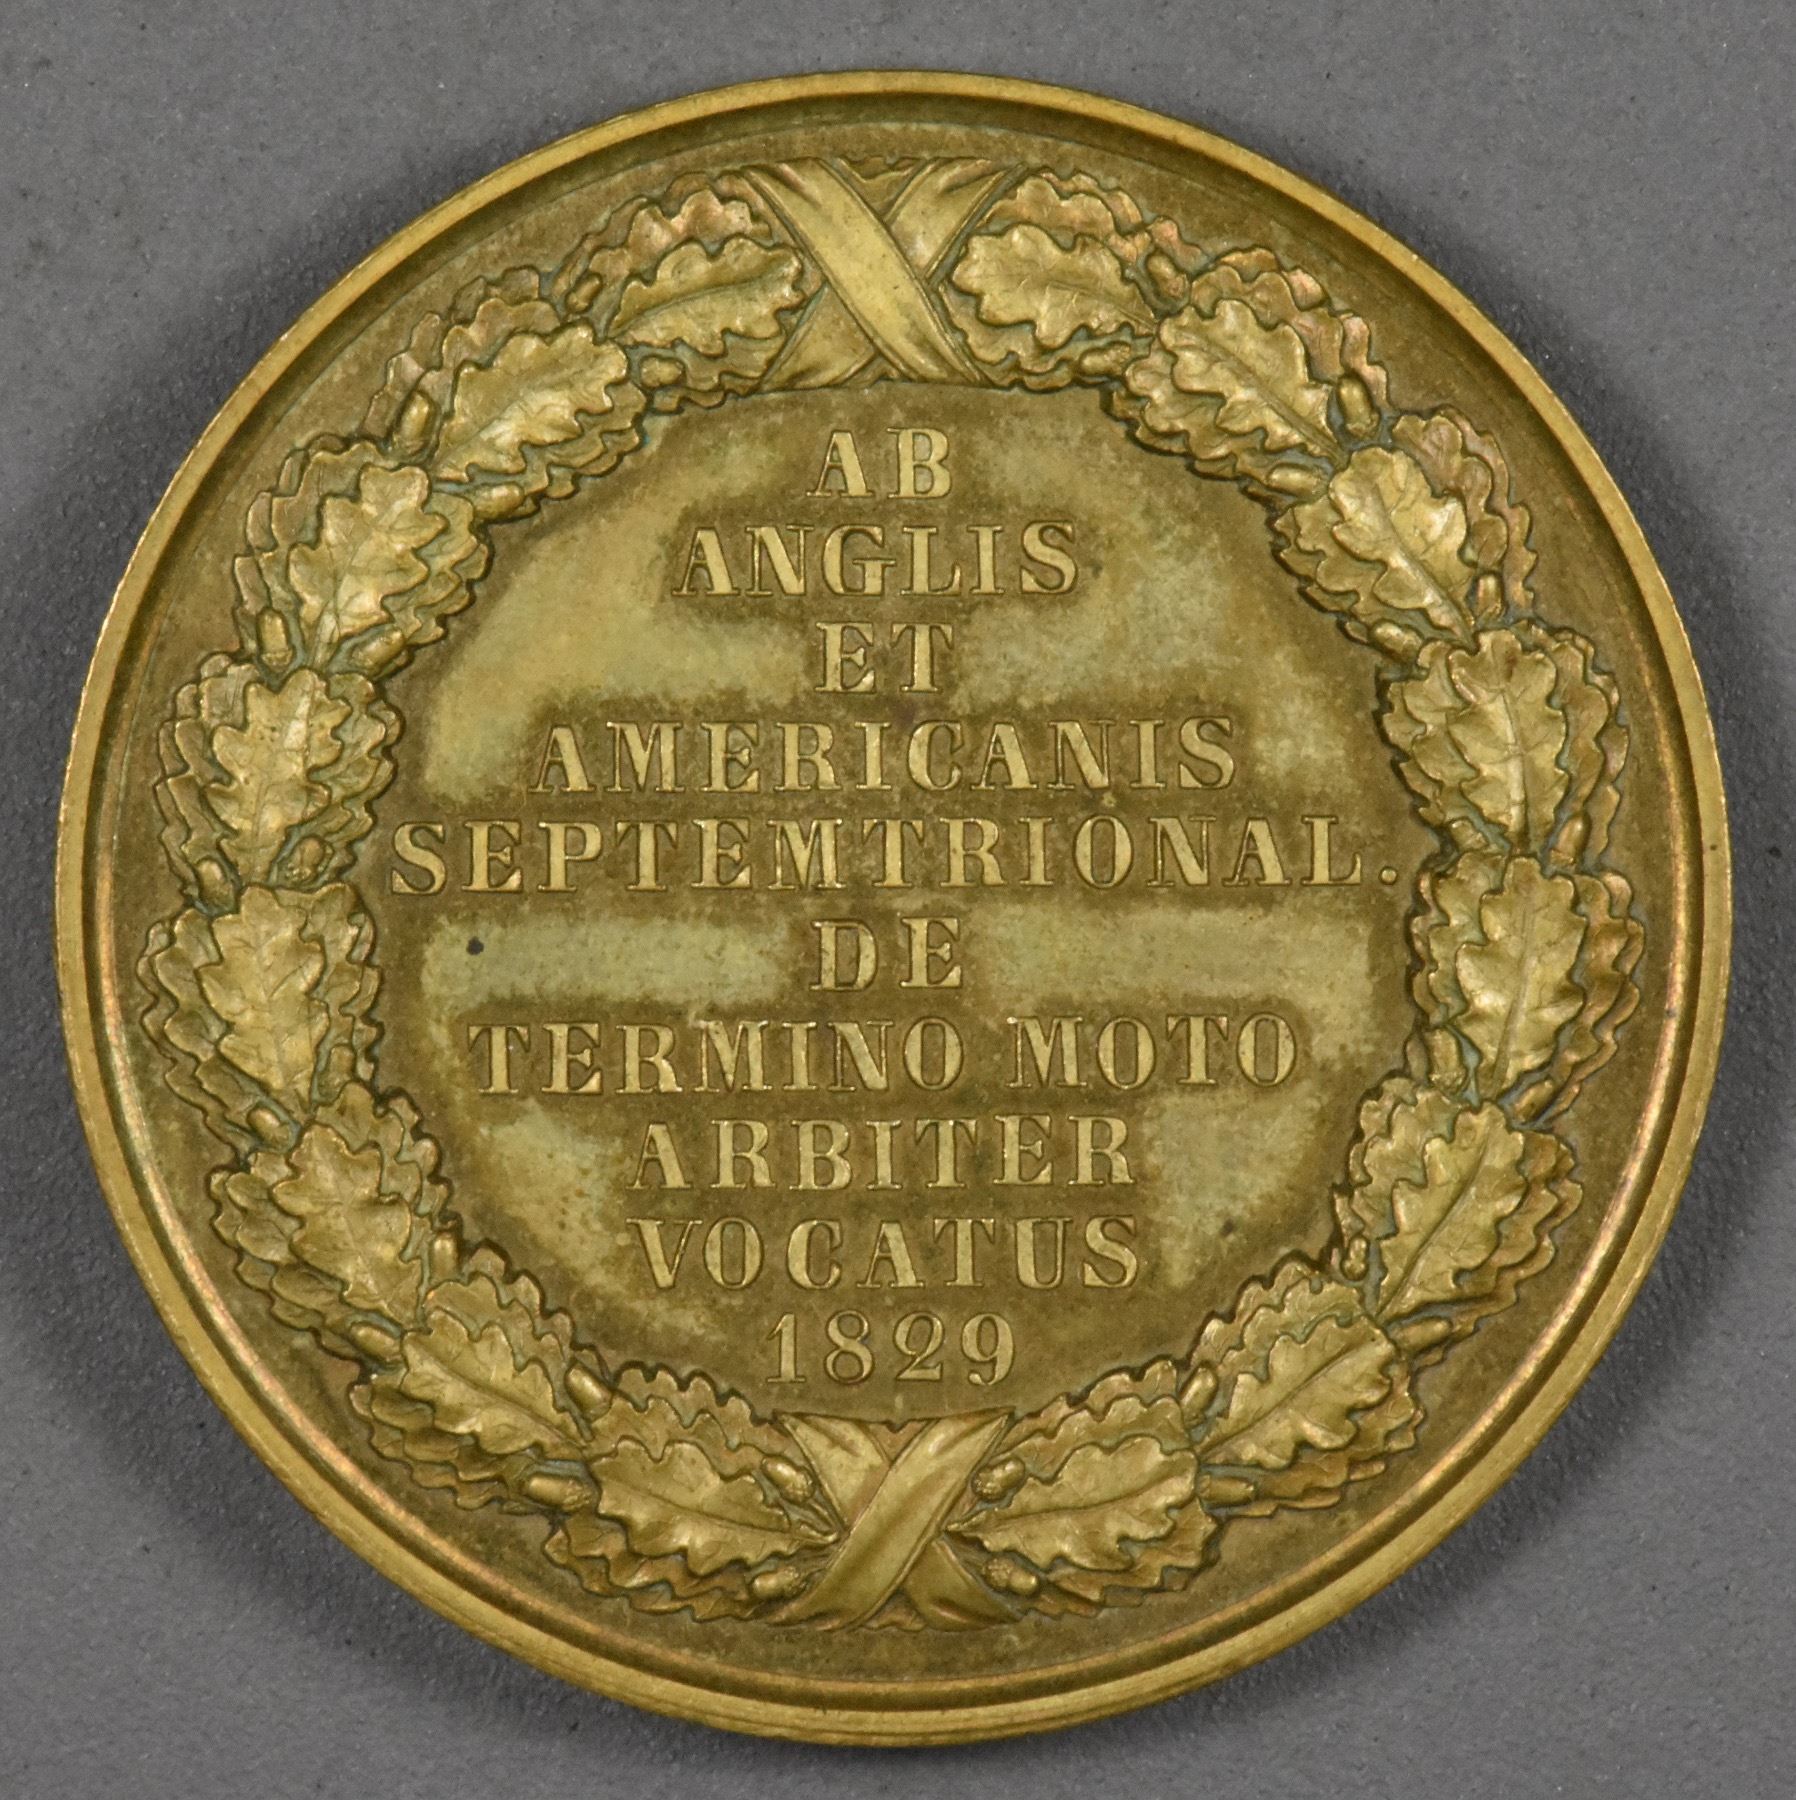 AB
ANGLIS
ET
AMERICANIS
SEPTEMTRIONAL.
DE
TERMINO MOTO
ARBITER
VOCATUS
1829